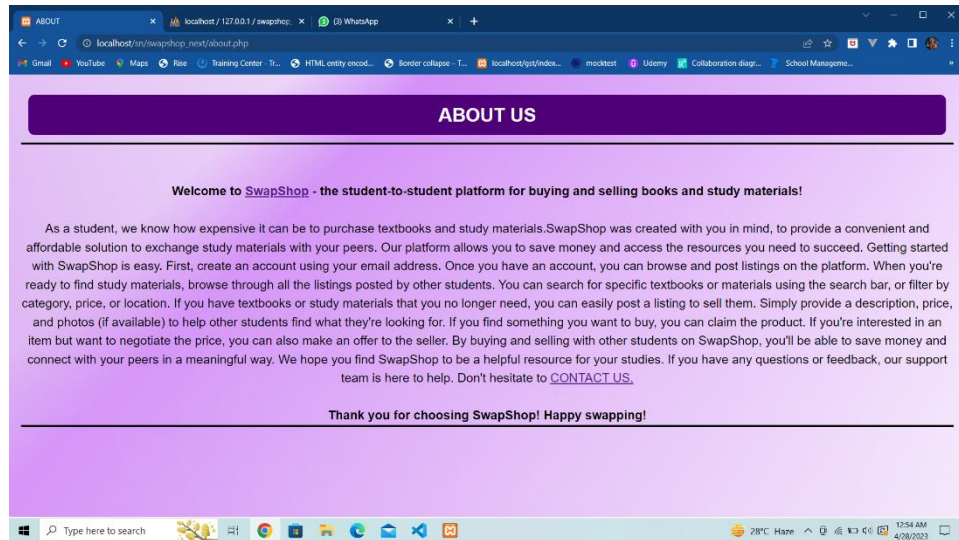 ABOUT
localhost / 127.0.0.1 / swapshop_
(3) WhatsApp
localhost/sn/swapshop_next/about.php
Gmail YouTube Maps Rise Training Center - Tr... HTML entity encod... Border collapse – T... localhost/gst/index... mocktest Udemy Collaboration diagr... School Manageme... »
ABOUT US
Welcome to SwapShop - the student-to-student platform for buying and selling books and study materials!
As a student, we know how expensive it can be to purchase textbooks and study materials.SwapShop was created with you in mind, to provide a convenient and
affordable solution to exchange study materials with your peers. Our platform allows you to save money and access the resources you need to succeed. Getting started
with SwapShop is easy. First, create an account using your email address. Once you have an account, you can browse and post listings on the platform. When you're
ready to find study materials, browse through all the listings posted by other students. You can search for specific textbooks or materials using the search bar, or filter by
category, price, or location. If you have textbooks or study materials that you no longer need, you can easily post a listing to sell them. Simply provide a description, price,
and photos (if available) to help other students find what they're looking for. If you find something you want to buy, you can claim the product. If you're interested in an
item but want to negotiate the price, you can also make an offer to the seller. By buying and selling with other students on SwapShop, you'll be able to save money and
connect with your peers in a meaningful way. We hope you find SwapShop to be a helpful resource for your studies. If you have any questions or feedback, our support
team is here to help. Don't hesitate to CONTACT US.
Thank you for choosing SwapShop! Happy swapping!
Type here to search
28°C Haze
12:54 AM
4/28/2023